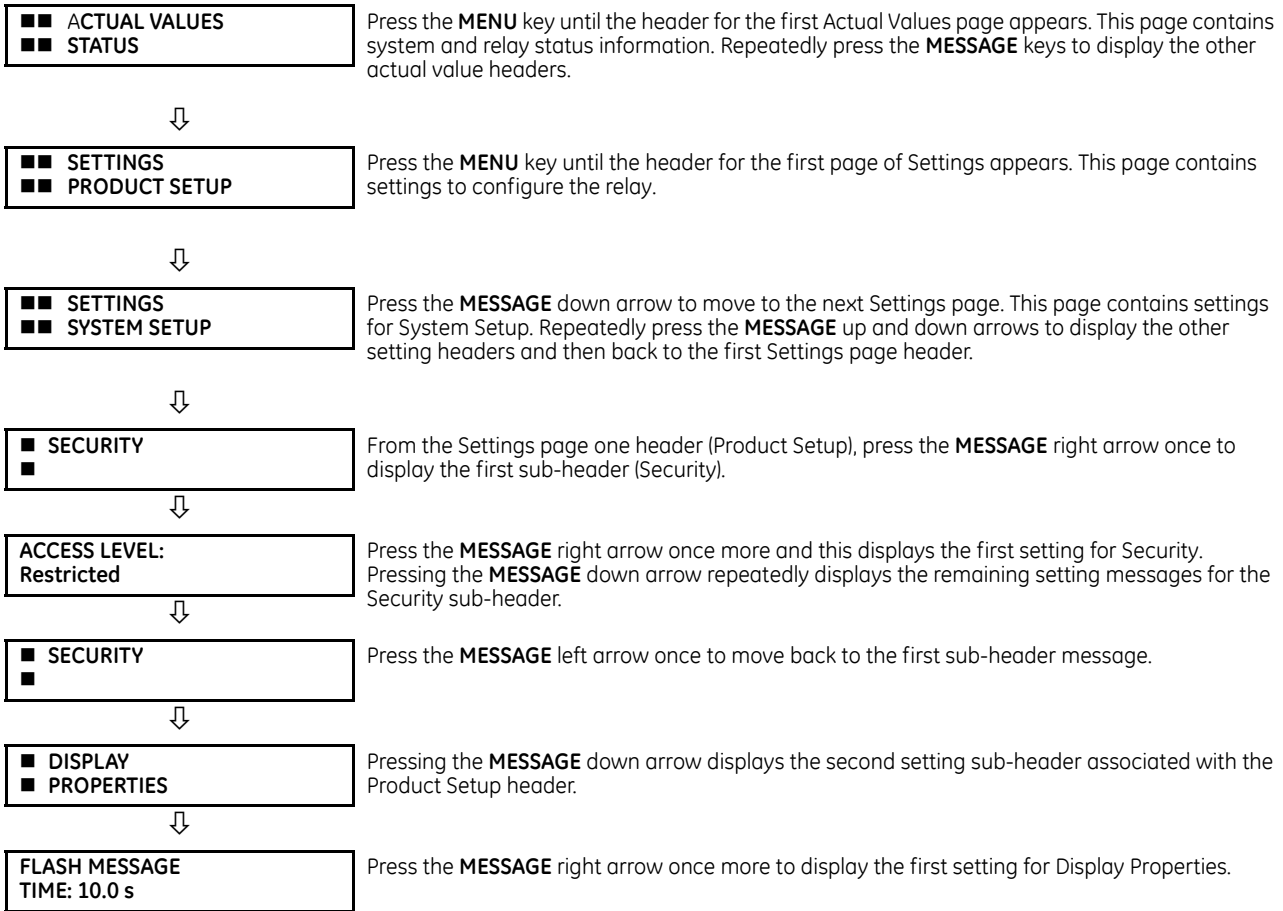 ■■ ACTUAL VALUES
■■ STATUS
Press the MENU key until the header for the first Actual Values page appears. This page contains
system and relay status information. Repeatedly press the MESSAGE keys to display the other
actual value headers.
⇩
■■ SETTINGS
■■ PRODUCT SETUP
Press the MENU key until the header for the first page of Settings appears. This page contains
settings to configure the relay.
⇩
■■ SETTINGS
■■ SYSTEM SETUP
Press the MESSAGE down arrow to move to the next Settings page. This page contains settings
for System Setup. Repeatedly press the MESSAGE up and down arrows to display the other
setting headers and then back to the first Settings page header.
⇩
■ SECURITY
■
From the Settings page one header (Product Setup), press the MESSAGE right arrow once to
display the first sub-header (Security).
⇩
ACCESS LEVEL:
Restricted
Press the MESSAGE right arrow once more and this displays the first setting for Security.
Pressing the MESSAGE down arrow repeatedly displays the remaining setting messages for the
Security sub-header.
⇩
■ SECURITY
■
Press the MESSAGE left arrow once to move back to the first sub-header message.
⇩
■ DISPLAY
■ PROPERTIES
Pressing the MESSAGE down arrow displays the second setting sub-header associated with the
Product Setup header.
⇩
FLASH MESSAGE
TIME: 10.0 s
Press the MESSAGE right arrow once more to display the first setting for Display Properties.